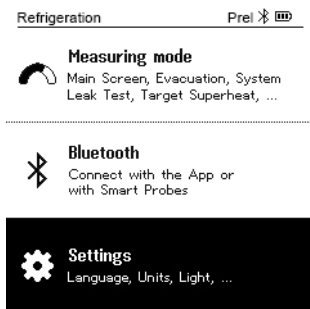 Refrigeration Prel
Measuring mode
Main Screen, Evacuation, System
Leak Test, Target Superheat, ...
Bluetooth
Connect with the App or
with Smart Probes
Settings
Language, Units, Light, ...